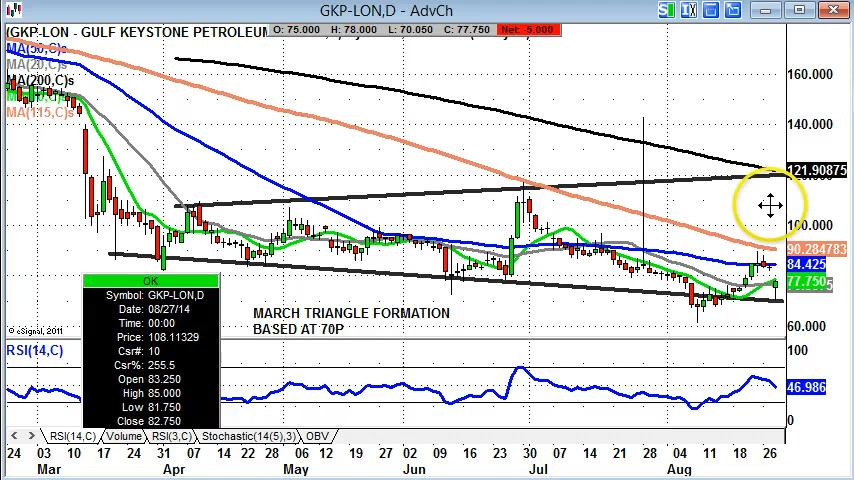 GKP-LON,D - AdvCh
(GKP-LON - GULF KEYSTONE PETROLEUM
O: 75.000 H: 78.000 L: 70.050 C: 77.750 Net: -5.000
MA(50,C)s
MA(20,C)s
MA(200,C)s
MA(115,C)s
160.000
140.000
121.90875
100.000
90.284783
84.425
77.750
60.000
© eSignal, 2011
MARCH TRIANGLE FORMATION
BASED AT 70P
OK
Symbol: GKP-LON,D
Date: 08/27/14
Time: 00:00
Price: 108.11329
Csr#: 10
Csr%: 255.5
Open 83.250
High 85.000
Low 81.750
Close 82.750
RSI(14,C)
100
46.986
0
RSI(14,C) Volume RSI(3,C) Stochastic(14(5),3) OBV
24 03 10 17 24 31 07 14 22 28 06 12 19 27 02 09 16 23 30 07 14 21 28 04 11 18 26
Mar Apr May Jun Jul Aug